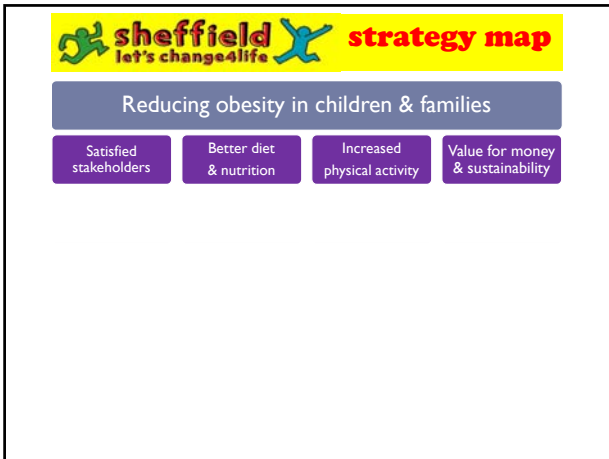 sheffield strategy map
let's change4life
Reducing obesity in children & families
Satisfied
stakeholders
Better diet
& nutrition
Increased
physical activity
Value for money
& sustainability